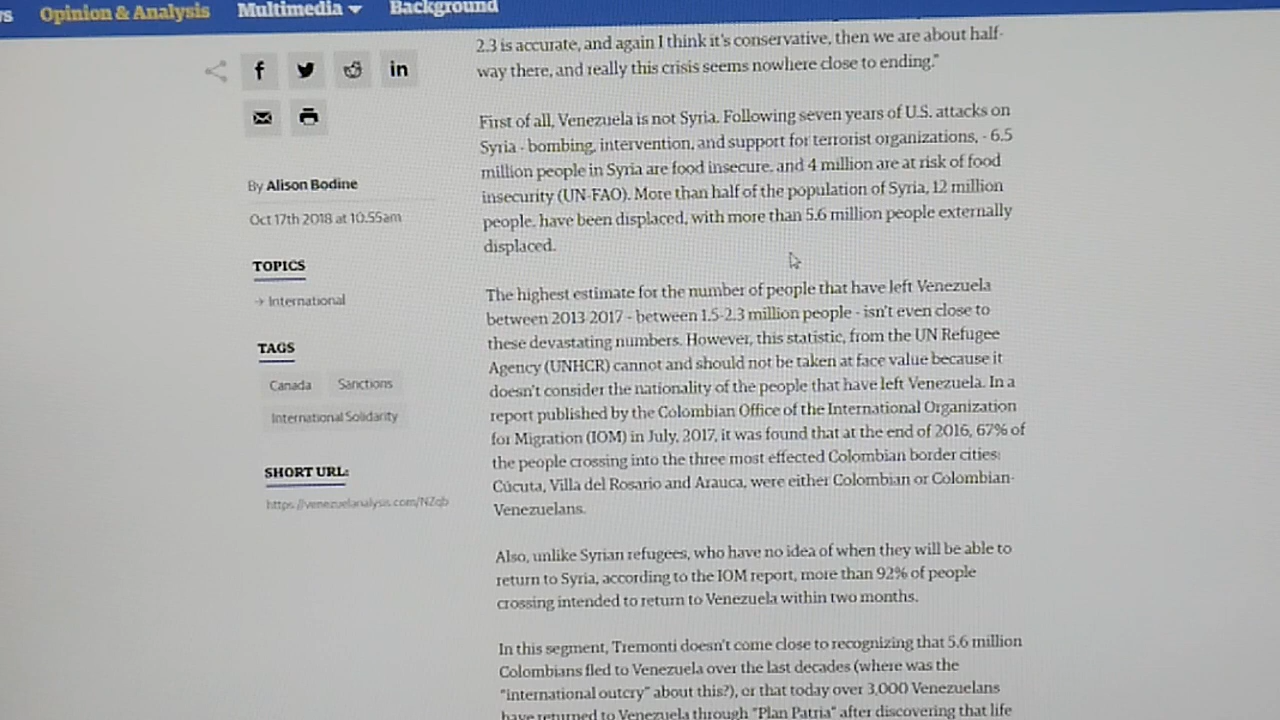 Opinion & Analysis Multimedia Background
By Alison Bodine
Oct 17th 2018 at 10.55am
TOPICS
→ International
TAGS
Canada Sanctions
International Solidarity
SHORT URL:
https://venezuelanalysis.com/NZqb
2.3 is accurate, and again I think it's conservative, then we are about half-
way there, and really this crisis seems nowhere close to ending."
First of all, Venezuela is not Syria. Following seven years of U.S. attacks on
Syria - bombing, intervention, and support for terrorist organizations, - 6.5
million people in Syria are food insecure, and 4 million are at risk of food
insecurity (UN-FAO). More than half of the population of Syria, 12 million
people, have been displaced, with more than 5.6 million people externally
displaced.
The highest estimate for the number of people that have left Venezuela
between 2013-2017 - between 1.5-2.3 million people - isn't even close to
these devastating numbers. However, this statistic, from the UN Refugee
Agency (UNHCR) cannot and should not be taken at face value because it
doesn't consider the nationality of the people that have left Venezuela. In a
report published by the Colombian Office of the International Organization
for Migration (IOM) in July, 2017, it was found that at the end of 2016, 67% of
the people crossing into the three most effected Colombian border cities:
Cúcuta, Villa del Rosario and Arauca, were either Colombian or Colombian-
Venezuelans.
Also, unlike Syrian refugees, who have no idea of when they will be able to
return to Syria, according to the IOM report, more than 92% of people
crossing intended to return to Venezuela within two months.
In this segment, Tremonti doesn't come close to recognizing that 5.6 million
Colombians fled to Venezuela over the last decades (where was the
"international outcry" about this?), or that today over 3,000 Venezuelans
have returned to Venezuela through "Plan Patria" after discovering that life